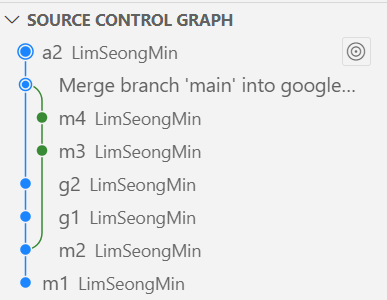 SOURCE CONTROL GRAPH
a2 LimSeongMin
Merge branch 'main' into google...
m4 LimSeongMin
m3 LimSeongMin
g2 LimSeongMin
g1 LimSeongMin
m2 LimSeongMin
m1 LimSeongMin